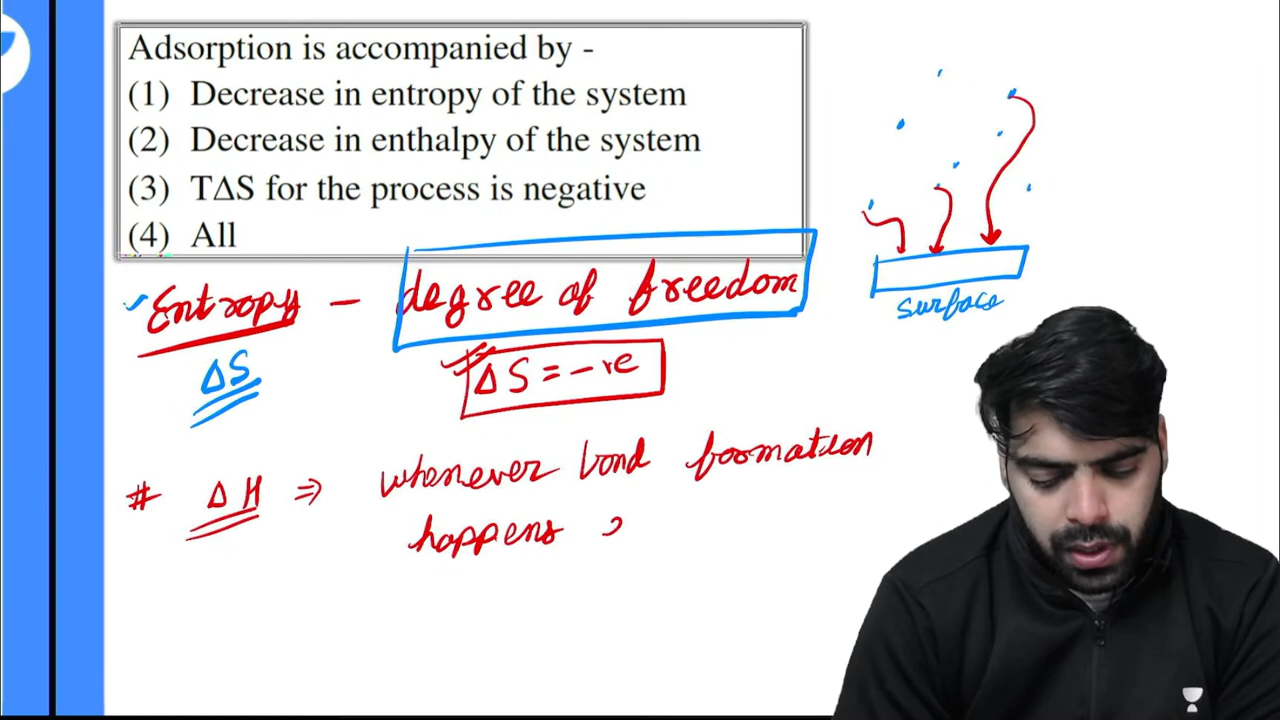 Adsorption is accompanied by -
(1) Decrease in entropy of the system
(2) Decrease in enthalpy of the system
(3) TΔS for the process is negative
(4) All
Entropy - degree of freedom
surface
ΔS
ΔS = -ve
# ΔH ⇒ whenever bond formation
happens ,